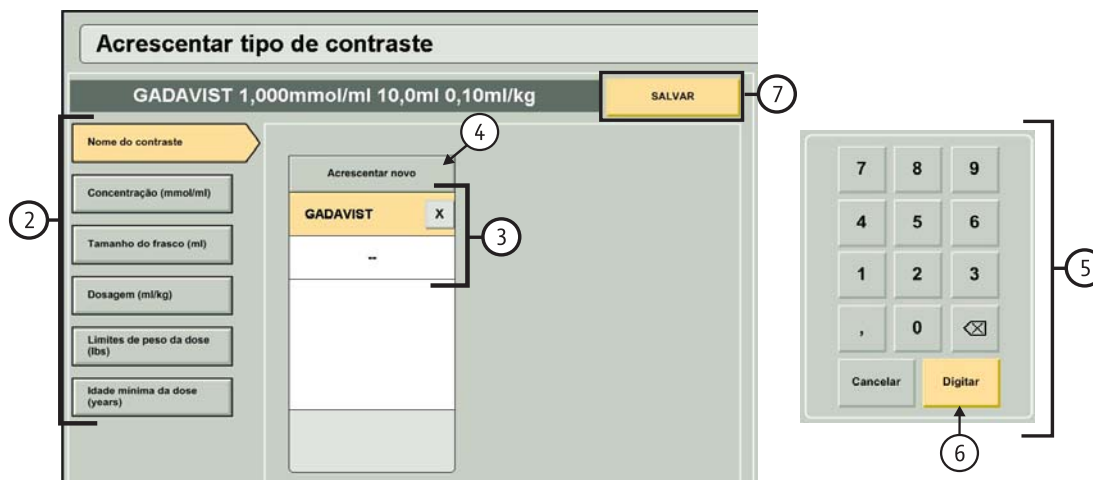 Acrescentar tipo de contraste
GADAVIST 1,000mmol/ml 10,0ml 0,10ml/kg
SALVAR
7
2
Nome do contraste
Concentração (mmol/ml)
Tamanho do frasco (ml)
Dosagem (ml/kg)
Limites de peso da dose
(lbs)
Idade mínima da dose
(years)
4
Acrescentar novo
GADAVIST X
--
3
7 8 9
4 5 6
1 2 3
, 0
Cancelar Digitar
5
6